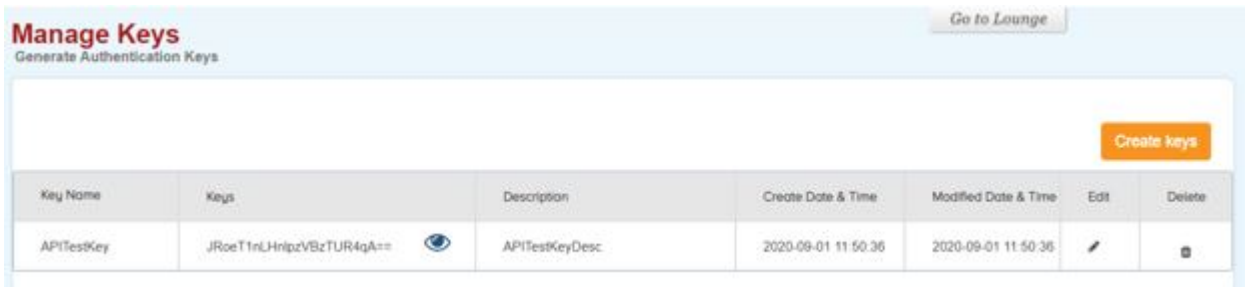 Go to Lounge
Manage Keys
Generate Authentication Keys
Create keys
Key Name Keys Description Create Date & Time Modified Date & Time Edit Delete
APITestKey JRoeT1nLHnlpzVBzTUR4qA== APITestKeyDesc 2020-09-01 11:50:36 2020-09-01 11:50:36